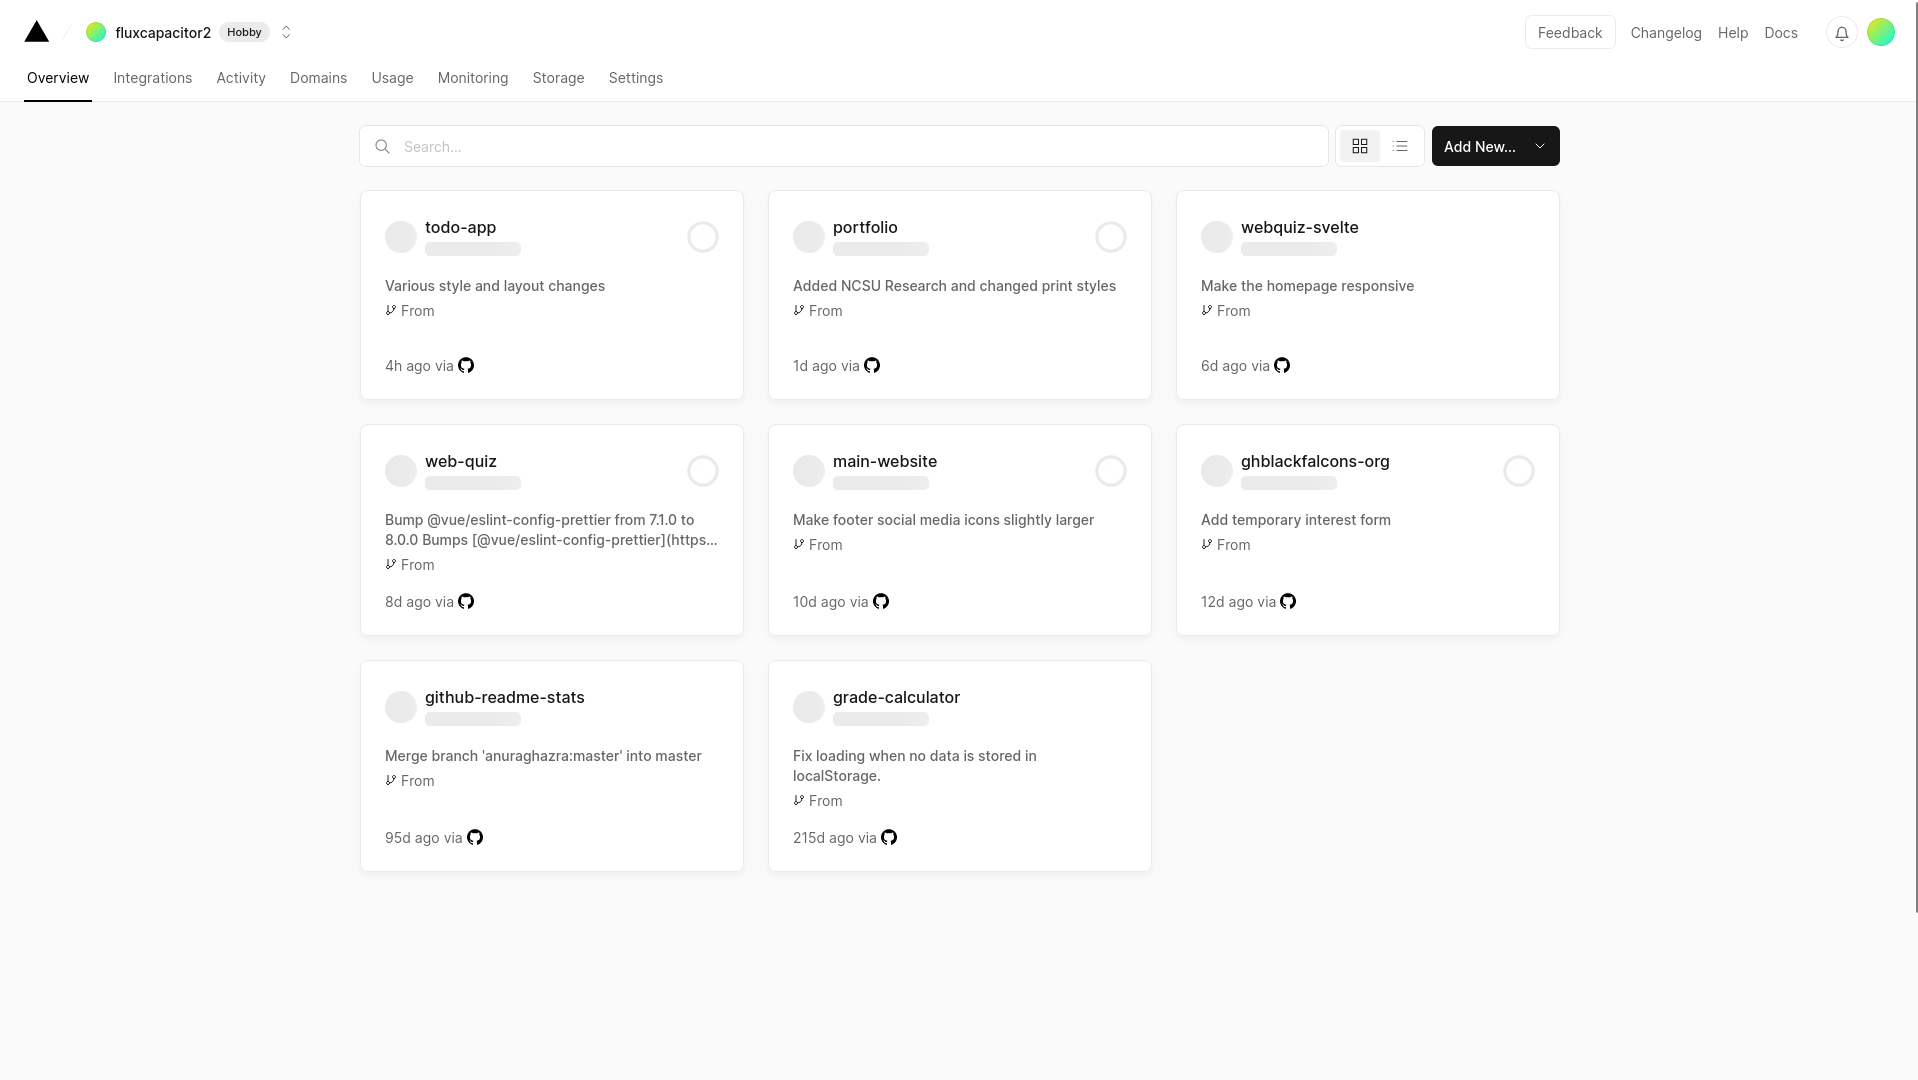 fluxcapacitor2 Hobby
Feedback Changelog Help Docs
Overview Integrations Activity Domains Usage Monitoring Storage Settings
Search...
Add New...
todo-app
Various style and layout changes
From
4h ago via
portfolio
Added NCSU Research and changed print styles
From
1d ago via
webquiz-svelte
Make the homepage responsive
From
6d ago via
web-quiz
Bump @vue/eslint-config-prettier from 7.1.0 to
8.0.0 Bumps [@vue/eslint-config-prettier](https...
From
8d ago via
main-website
Make footer social media icons slightly larger
From
10d ago via
ghblackfalcons-org
Add temporary interest form
From
12d ago via
github-readme-stats
Merge branch 'anuraghazra:master' into master
From
95d ago via
grade-calculator
Fix loading when no data is stored in
localStorage.
From
215d ago via